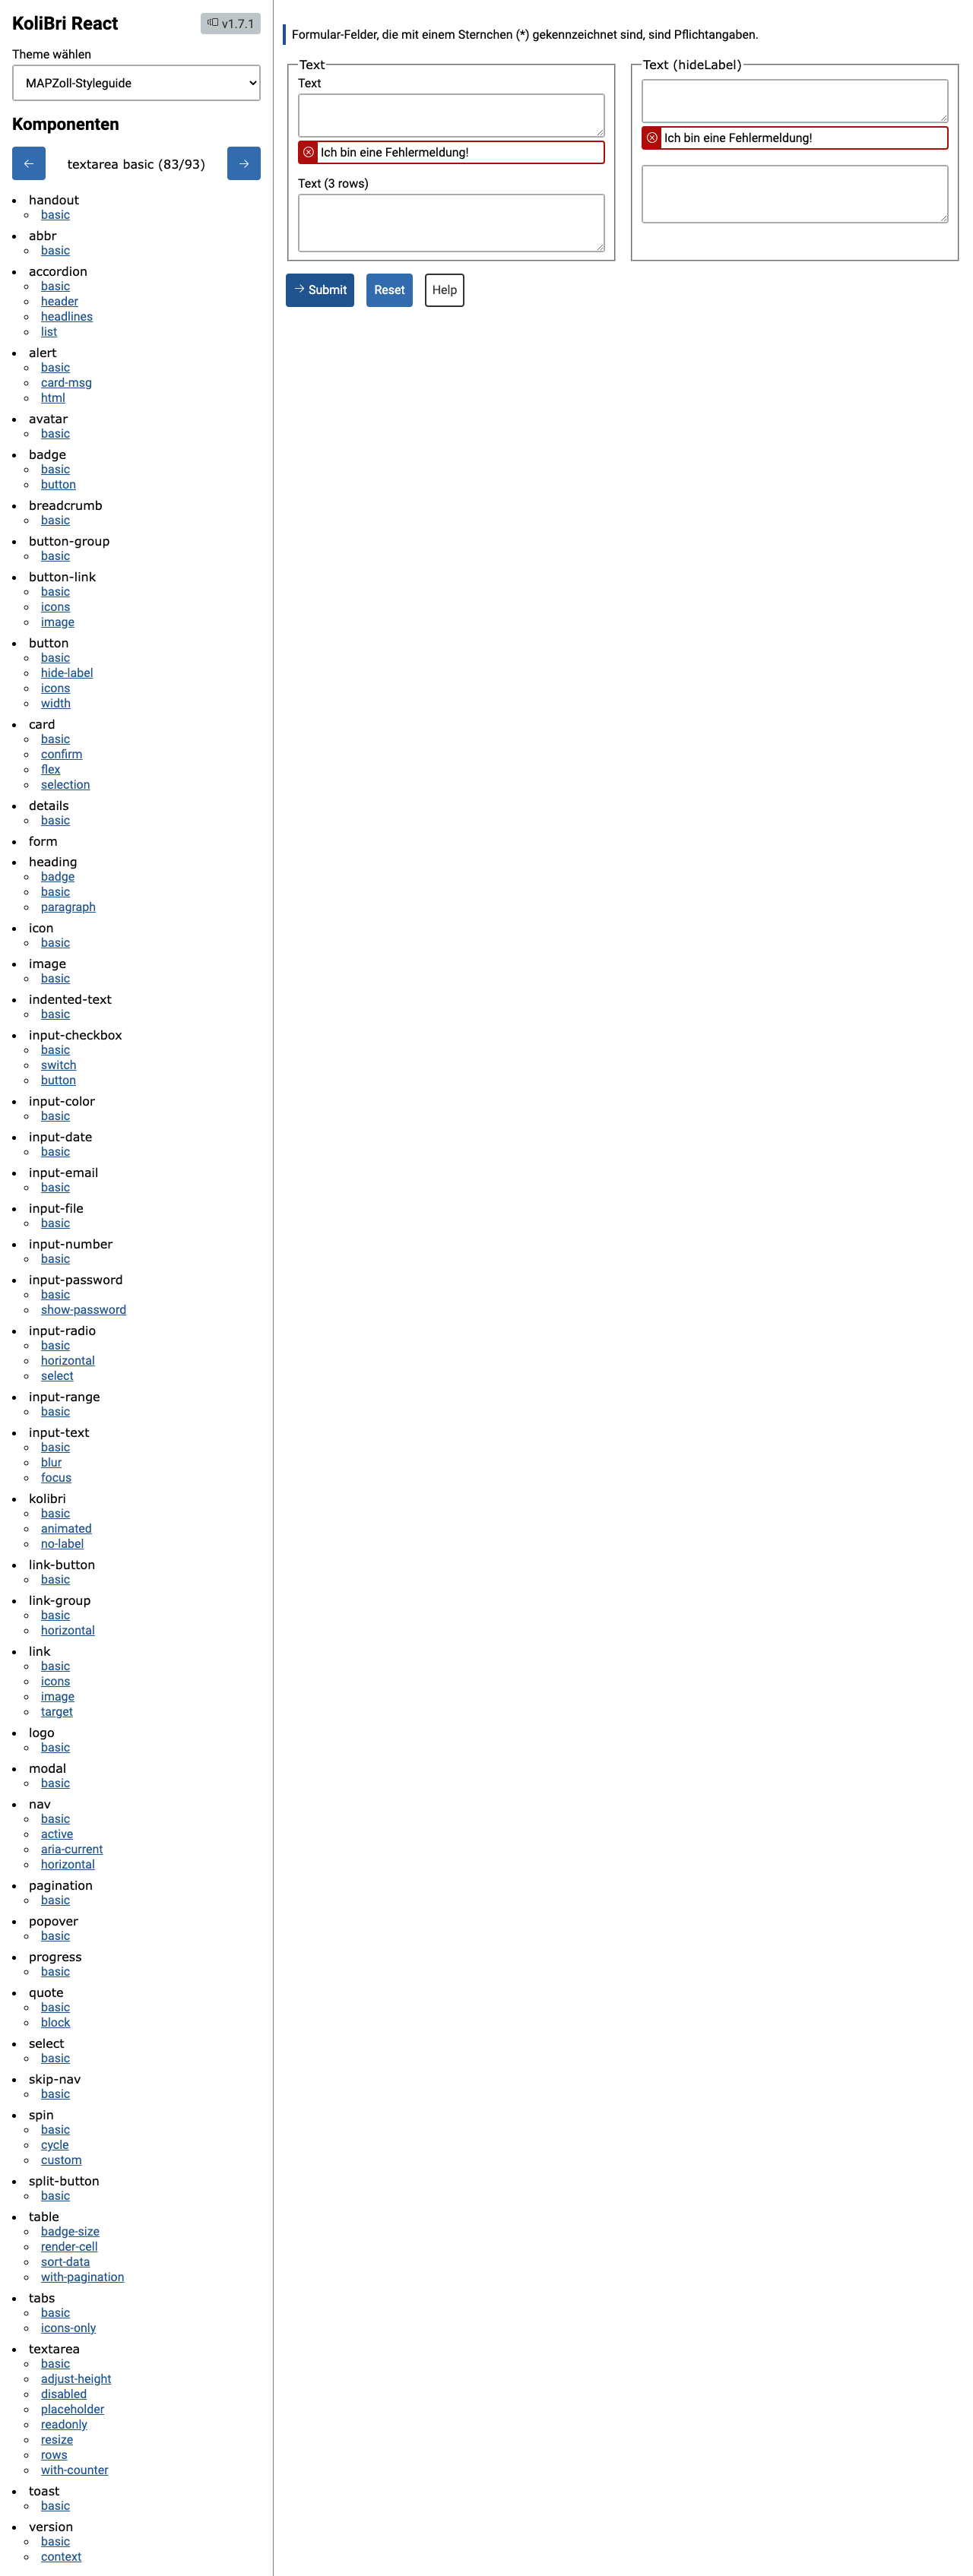 KoliBri React
v1.7.1
Theme wählen
MAPZoll-Styleguide
Komponenten
← textarea basic (83/93) →
handout
basic
abbr
basic
accordion
basic
header
headlines
list
alert
basic
card-msg
html
avatar
basic
badge
basic
button
breadcrumb
basic
button-group
basic
button-link
basic
icons
image
button
basic
hide-label
icons
width
card
basic
confirm
flex
selection
details
basic
form
heading
badge
basic
paragraph
icon
basic
image
basic
indented-text
basic
input-checkbox
basic
switch
button
input-color
basic
input-date
basic
input-email
basic
input-file
basic
input-number
basic
input-password
basic
show-password
input-radio
basic
horizontal
select
input-range
basic
input-text
basic
blur
focus
kolibri
basic
animated
no-label
link-button
basic
link-group
basic
horizontal
link
basic
icons
image
target
logo
basic
modal
basic
nav
basic
active
aria-current
horizontal
pagination
basic
popover
basic
progress
basic
quote
basic
block
select
basic
skip-nav
basic
spin
basic
cycle
custom
split-button
basic
table
badge-size
render-cell
sort-data
with-pagination
tabs
basic
icons-only
textarea
basic
adjust-height
disabled
placeholder
readonly
resize
rows
with-counter
toast
basic
version
basic
context
Formular-Felder, die mit einem Sternchen (*) gekennzeichnet sind, sind Pflichtangaben.
Text
Text
Ich bin eine Fehlermeldung!
Text (3 rows)
Text (hideLabel)
Ich bin eine Fehlermeldung!
→ Submit
Reset
Help